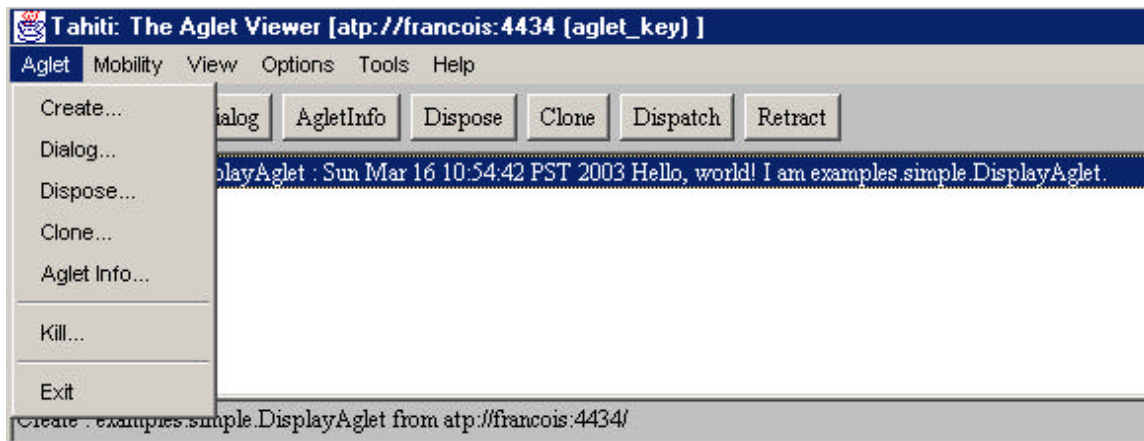 Tahiti: The Aglet Viewer [atp://francois:4434 (aglet_key) ]
Aglet Mobility View Options Tools Help
Create...
Dialog...
Dispose...
Clone...
Aglet Info...
Kill...
Exit
ialog AgletInfo Dispose Clone Dispatch Retract
playAglet : Sun Mar 16 10:54:42 PST 2003 Hello, world! I am examples.simple.DisplayAglet.
Create : examples.simple.DisplayAglet from atp://francois:4434/